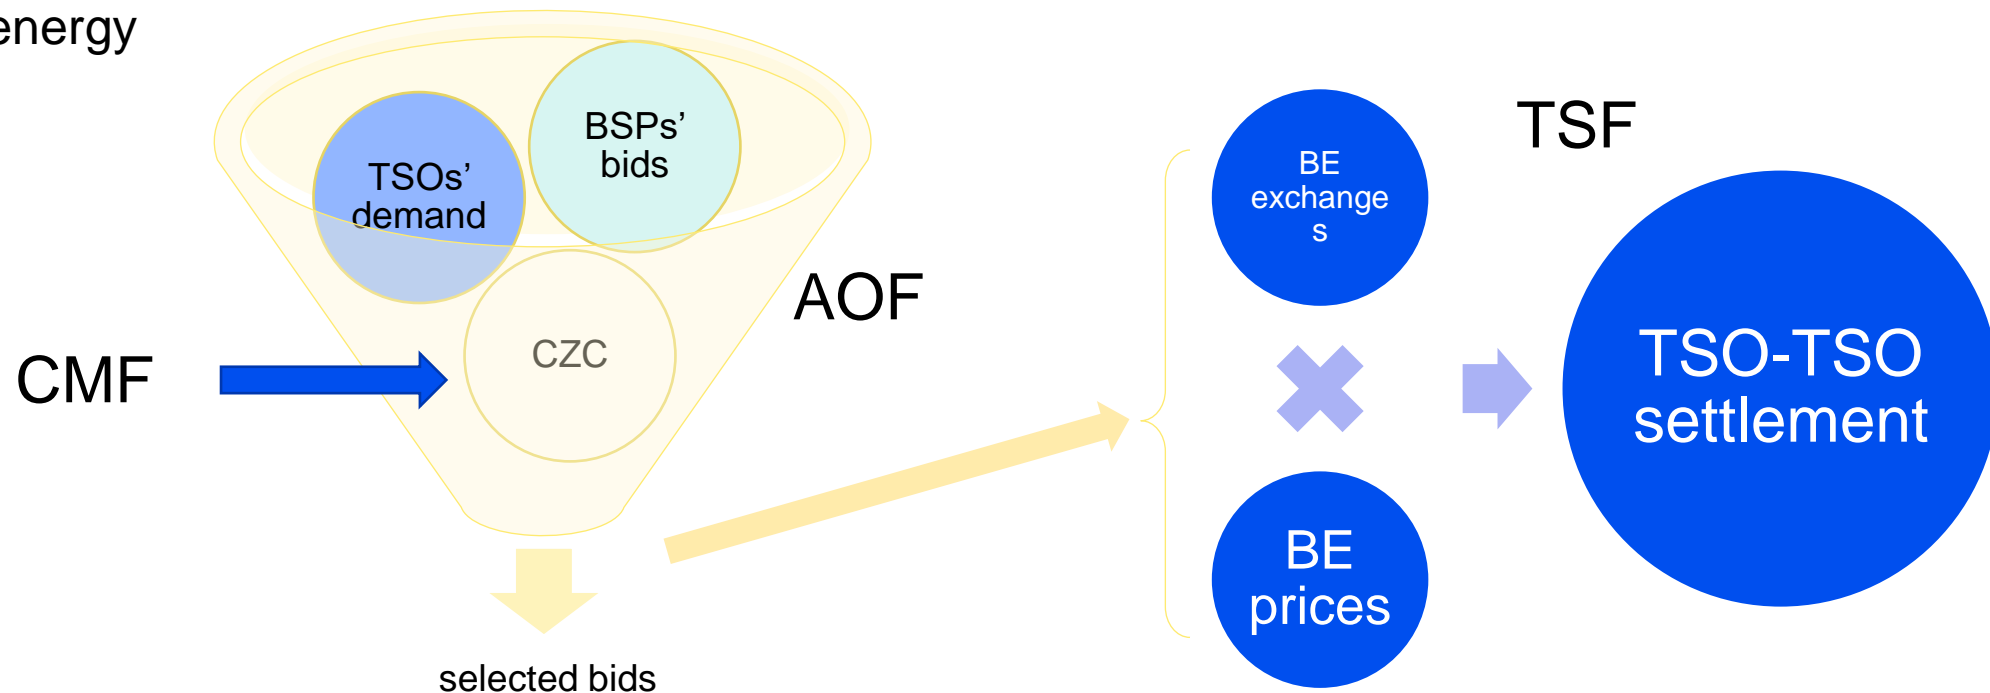 energy
TSOs’
demand
BSPs’
bids
CZC
AOF
CMF
selected bids
BE
exchange
s
BE
prices
TSF
TSO-TSO
settlement